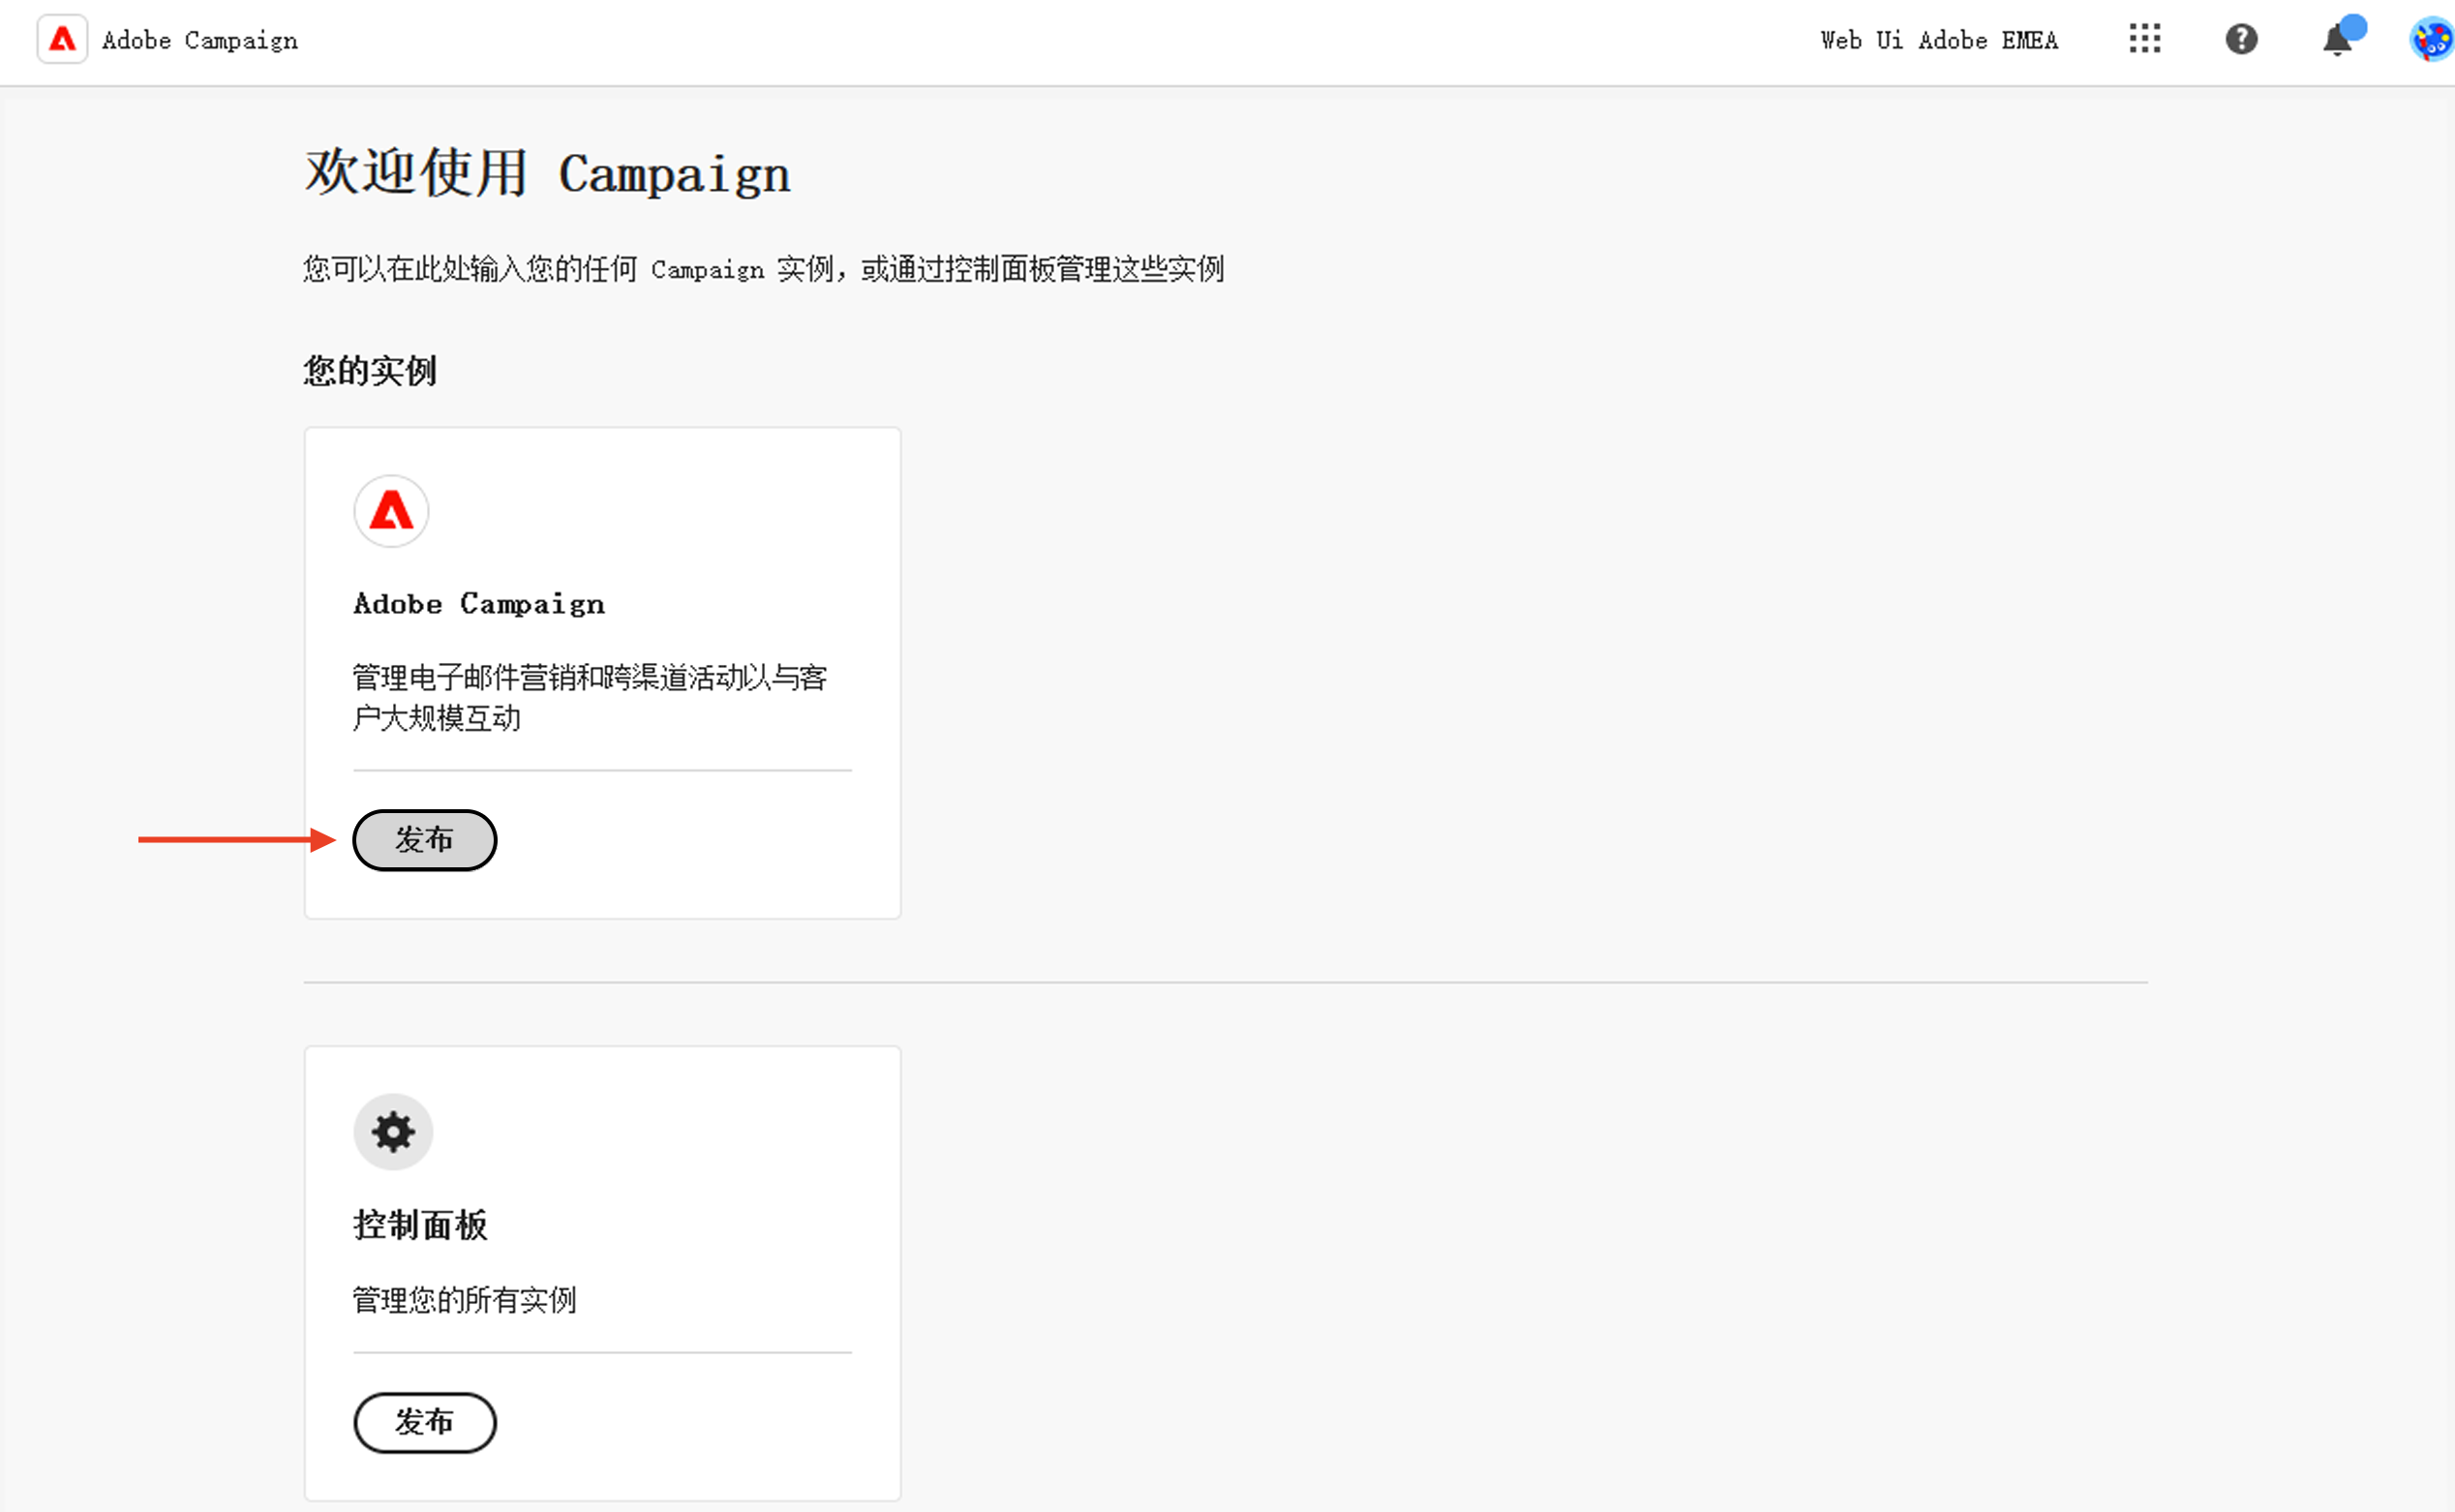 Adobe Campaign
Web Ui Adobe EMEA
欢迎使用 Campaign
您可以在此处输入您的任何 Campaign 实例，或通过控制面板管理这些实例
您的实例
Adobe Campaign
管理电子邮件营销和跨渠道活动以与客
户大规模互动
发布
控制面板
管理您的所有实例
发布